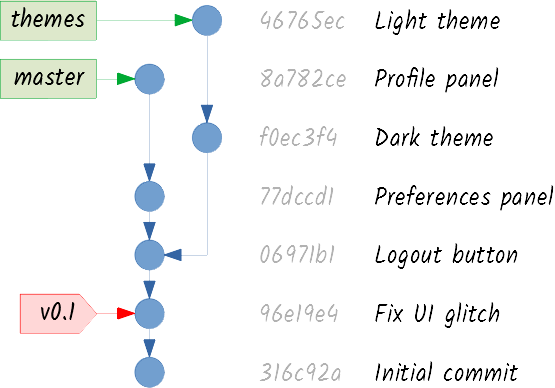 themes 46765ec Light theme
master 8a782ce Profile panel
f0ec3f4 Dark theme
77dccd1 Preferences panel
06971b1 Logout button
v0.1 96e19e4 Fix UI glitch
316c92a Initial commit